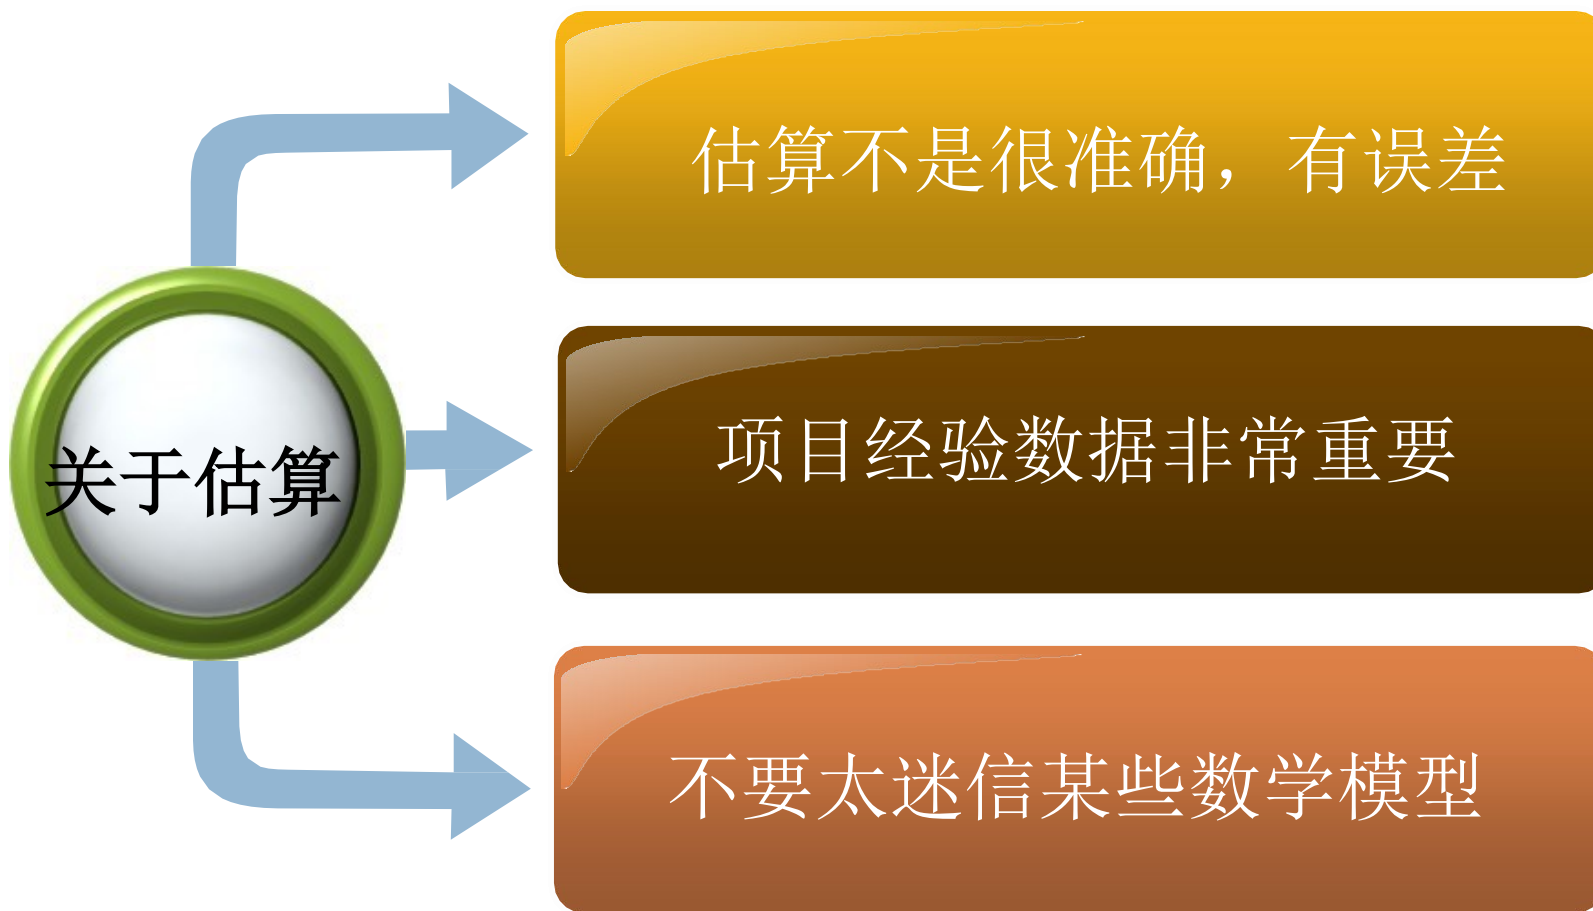 关于估算
估算不是很准确，有误差
项目经验数据非常重要
不要太迷信某些数学模型